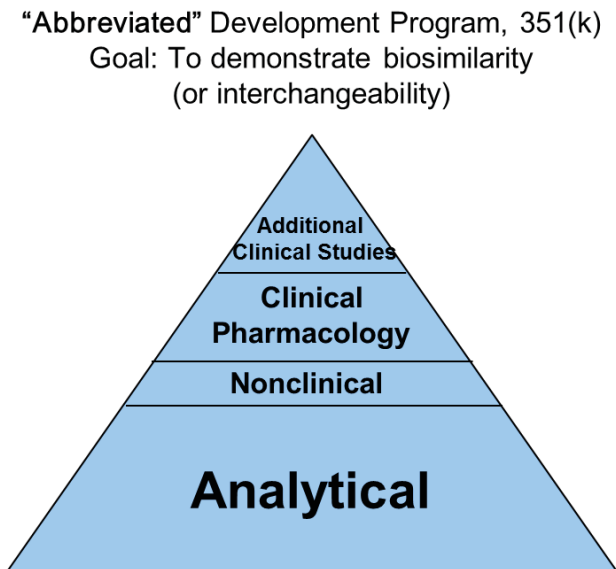 “Abbreviated” Development Program, 351(k)
Goal: To demonstrate biosimilarity
(or interchangeability)
Additional
Clinical Studies
Clinical
Pharmacology
Nonclinical
Analytical